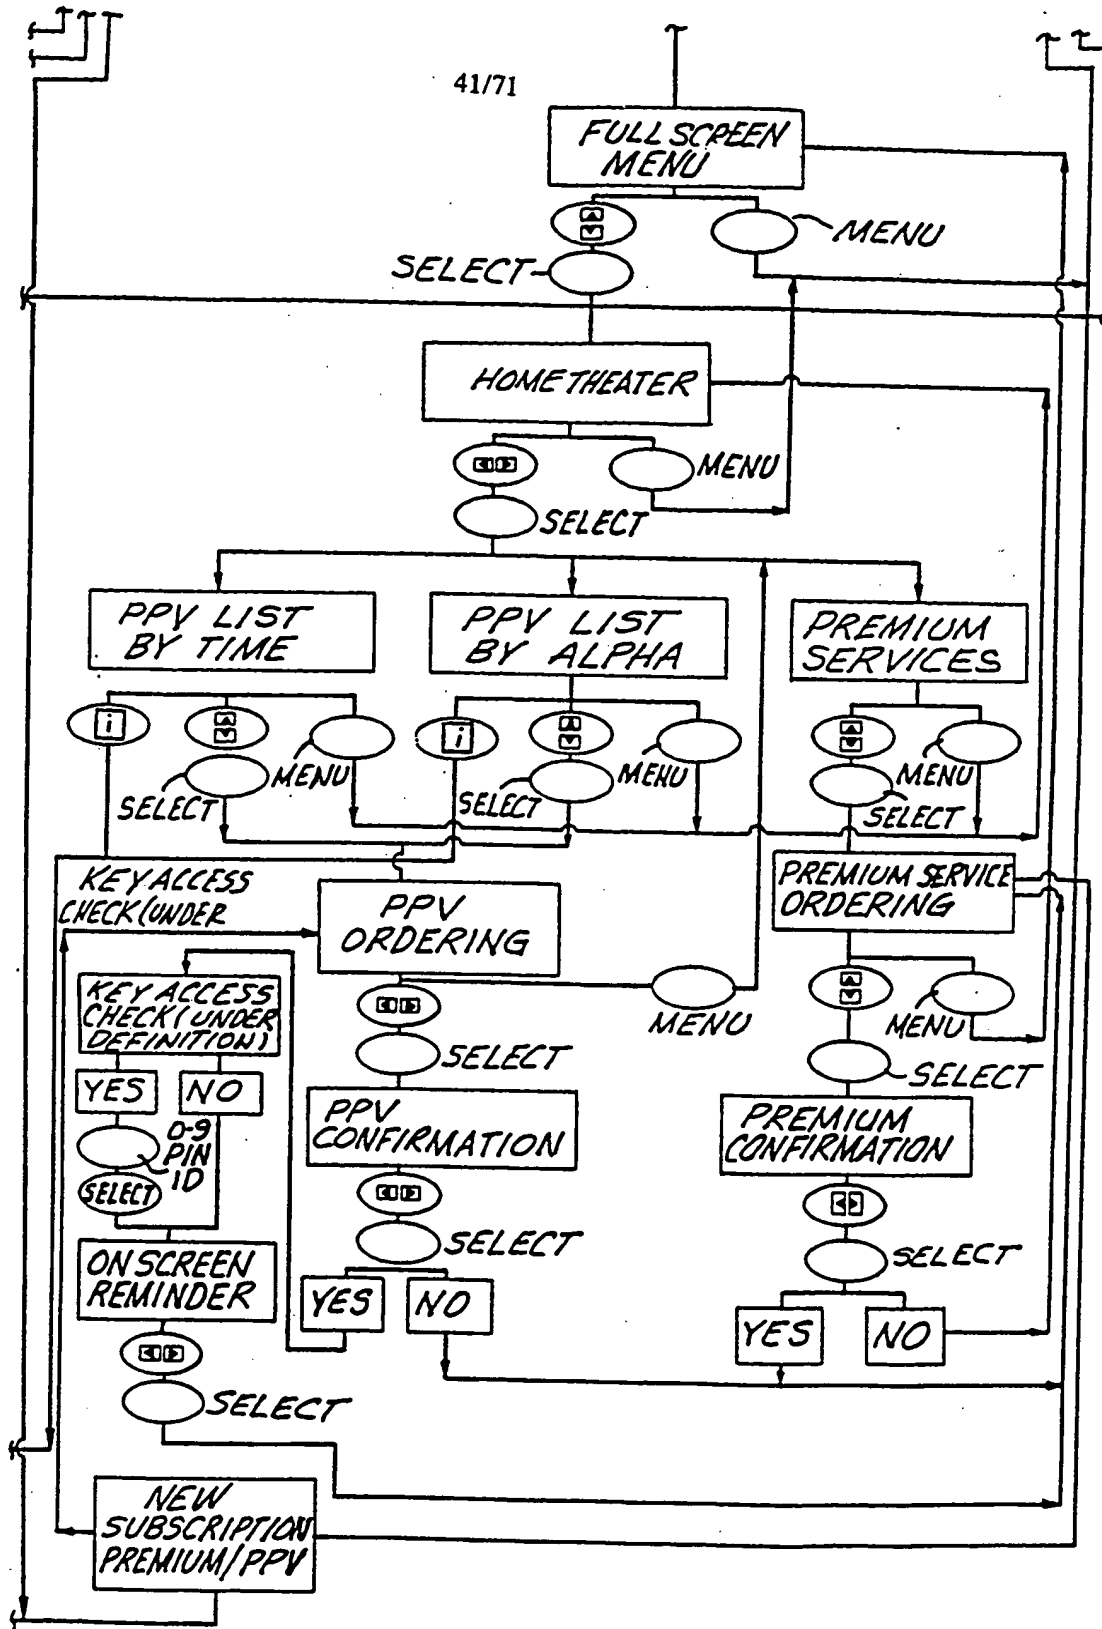 41/71
FULL SCREEN
MENU
MENU
SELECT
HOME THEATER
MENU
SELECT
PPV LIST
BY TIME
PPV LIST
BY ALPHA
PREMIUM
SERVICES
i
i
MENU
SELECT
MENU
SELECT
MENU
SELECT
KEY ACCESS
CHECK (UNDER
PPV
ORDERING
PREMIUM SERVICE
ORDERING
KEY ACCESS
CHECK (UNDER
DEFINITION)
MENU
MENU
SELECT
SELECT
YES
NO
PPV
CONFIRMATION
PREMIUM
CONFIRMATION
0-9
PIN
ID
SELECT
SELECT
SELECT
ON SCREEN
REMINDER
YES
NO
YES
NO
SELECT
NEW
SUBSCRIPTION
PREMIUM/PPV